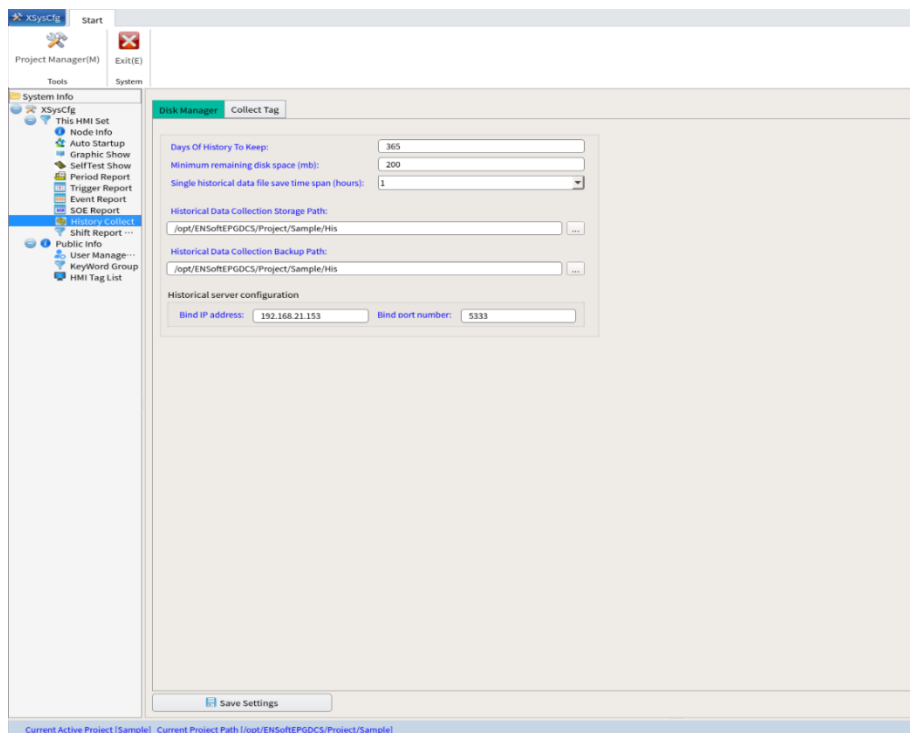 XSysCfg Start
Project Manager(M) Exit(E)
Tools System
System Info
XSysCfg
This HMI Set
Node Info
Auto Startup
Graphic Show
SelfTest Show
Period Report
Trigger Report
Event Report
SOE Report
History Collect
Shift Report ···
Public Info
User Manage···
KeyWord Group
HMI Tag List
Disk Manager Collect Tag
Days Of History To Keep: 365
Minimum remaining disk space (mb): 200
Single historical data file save time span (hours): 1
Historical Data Collection Storage Path:
/opt/ENSoftEPGDCS/Project/Sample/His ...
Historical Data Collection Backup Path:
/opt/ENSoftEPGDCS/Project/Sample/His ...
Historical server configuration
Bind IP address: 192.168.21.153 Bind port number: 5333
Save Settings
Current Active Project [Sample] Current Project Path [/opt/ENSoftEPGDCS/Project/Sample]